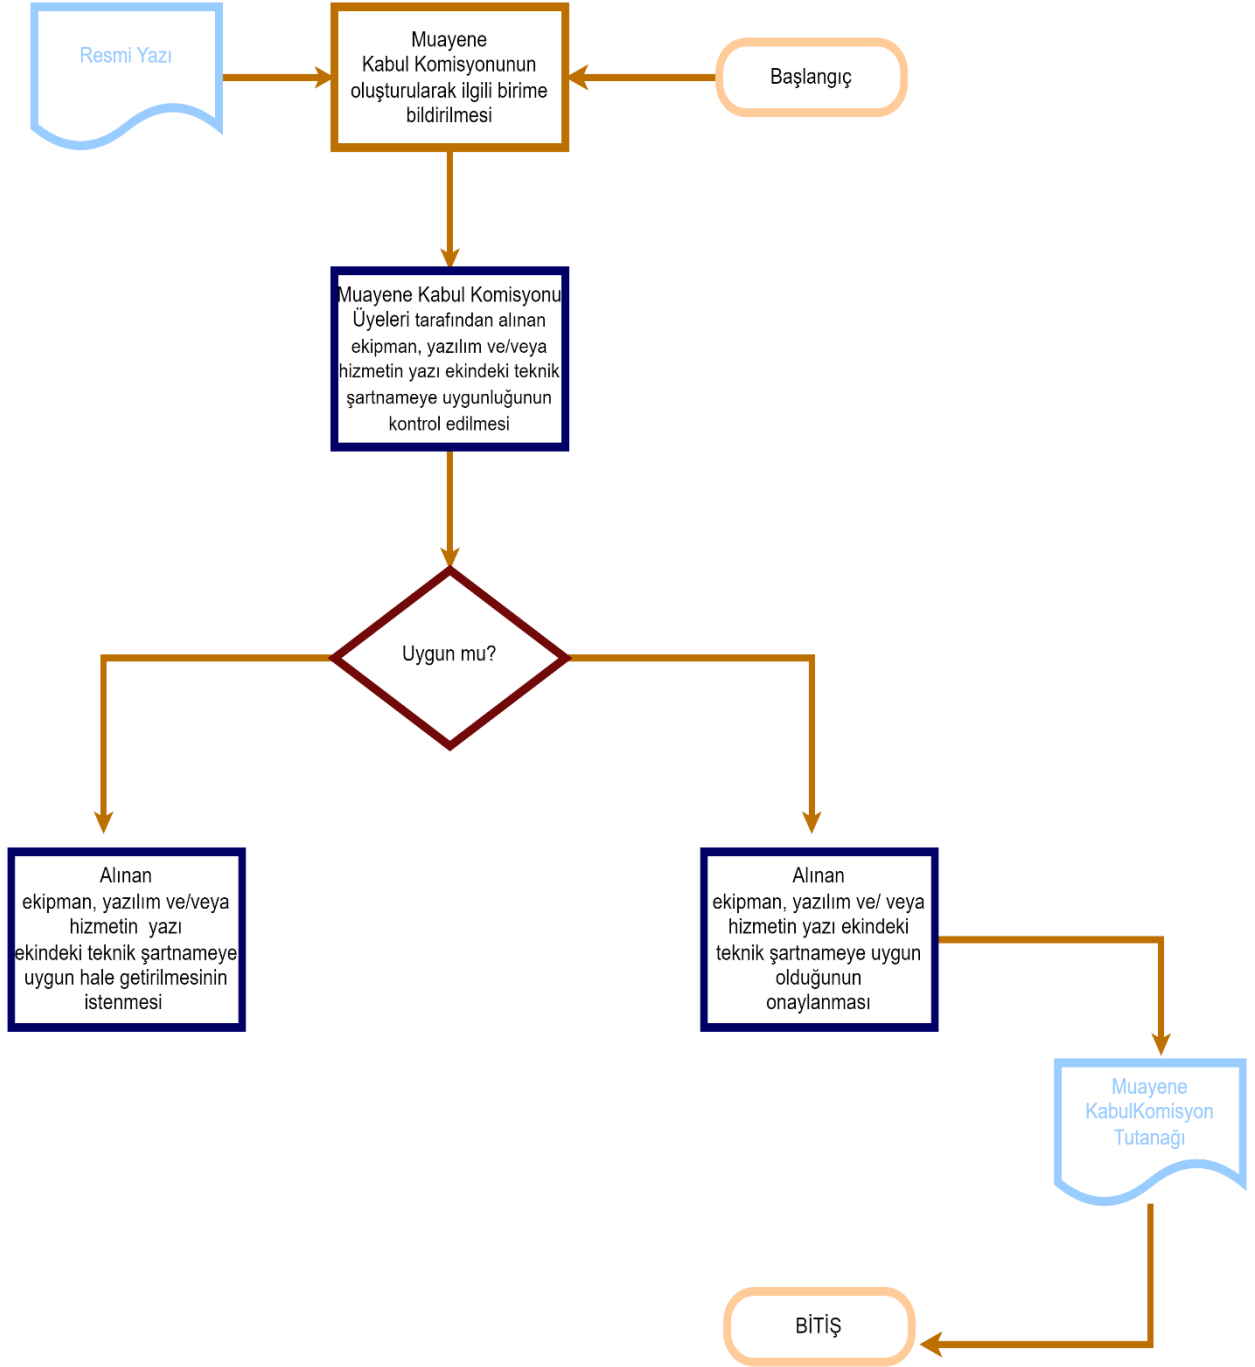 Resmi Yazı
Muayene
Kabul Komisyonunun
oluşturularak ilgili birime
bildirilmesi
Başlangıç
Muayene Kabul Komisyonu
Üyeleri tarafından alınan
ekipman, yazılım ve/veya
hizmetin yazı ekindeki teknik
şartnameye uygunluğunun
kontrol edilmesi
Uygun mu?
Alınan
ekipman, yazılım ve/veya
hizmetin yazı
ekindeki teknik şartnameye
uygun hale getirilmesinin
istenmesi
Alınan
ekipman, yazılım ve/ veya
hizmetin yazı ekindeki
teknik şartnameye uygun
olduğunun
onaylanması
Muayene
KabulKomisyon
Tutanağı
BİTİŞ